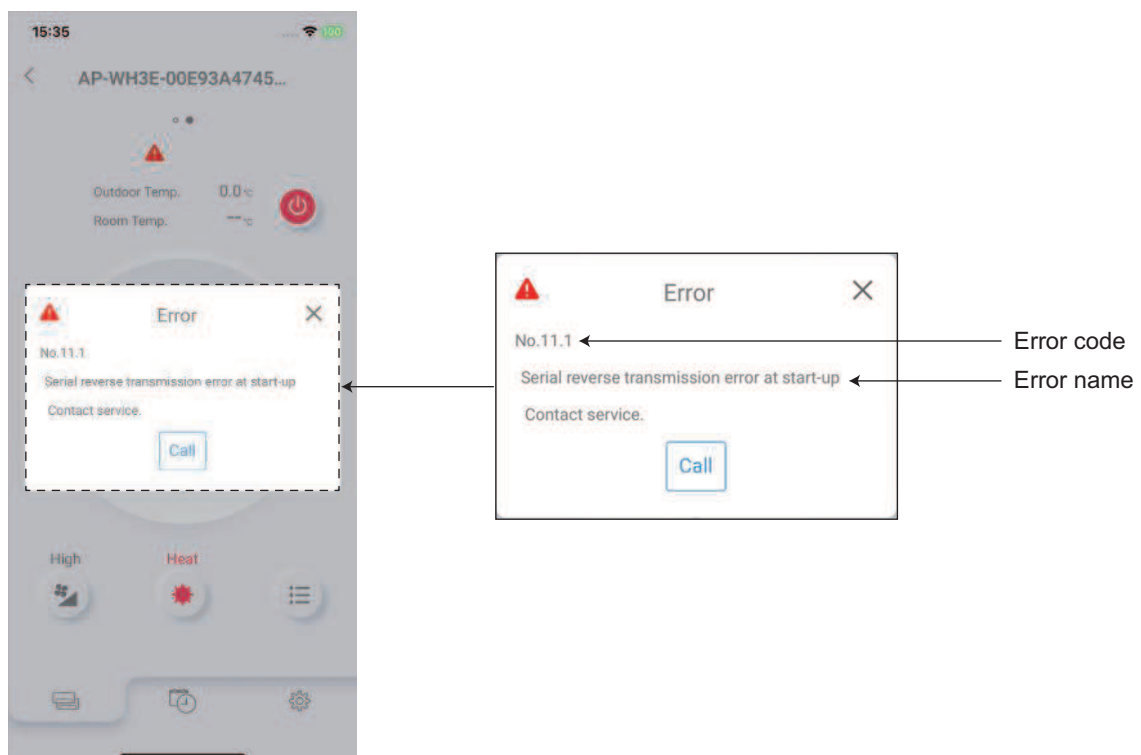 15:35
100
AP-WH3E-00E93A4745...
Outdoor Temp. 0.0 °C
Room Temp. -- °C
Error
No.11.1
Serial reverse transmission error at start-up
Contact service.
Call
High
Heat
Error
No.11.1
Serial reverse transmission error at start-up
Contact service.
Call
Error code
Error name